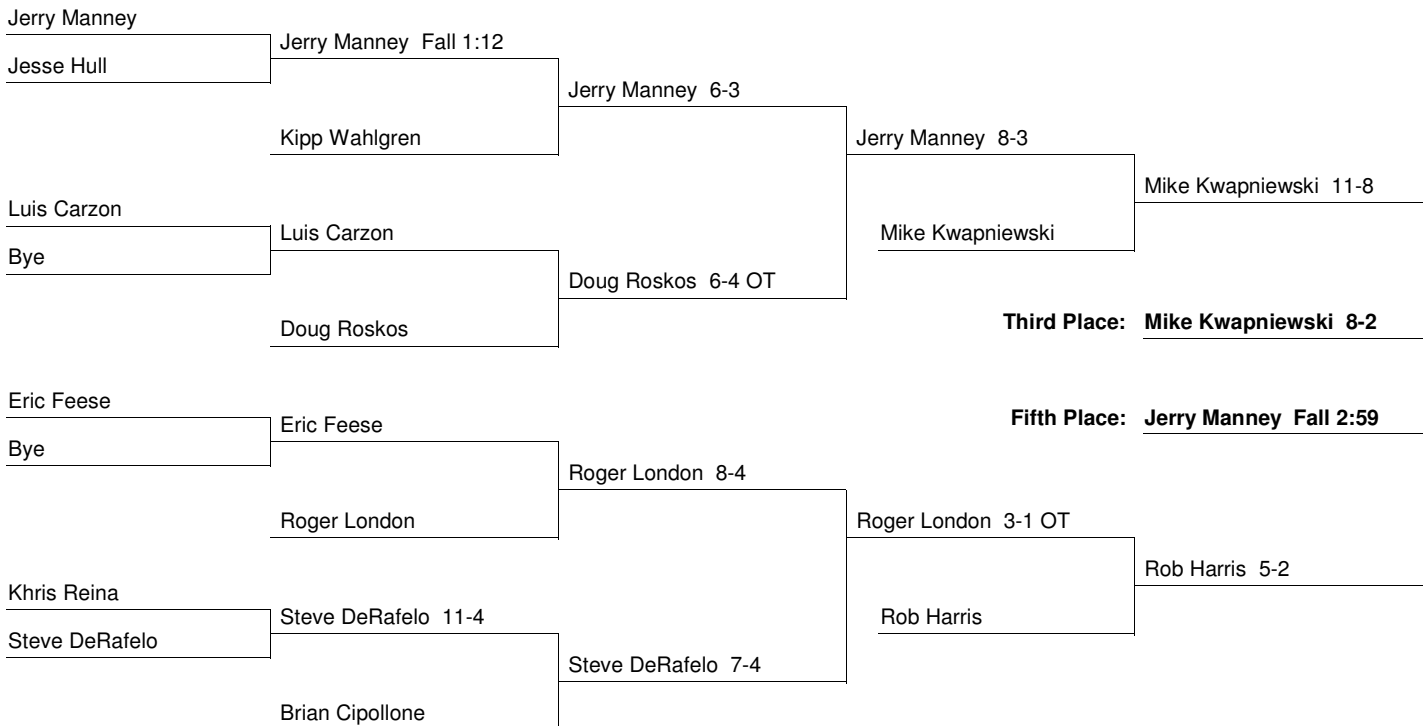 Jerry Manney
Jerry Manney  Fall 1:12
Jesse Hull
Jerry Manney  6-3
Kipp Wahlgren
Jerry Manney  8-3
Mike Kwapniewski  11-8
Luis Carzon
Luis Carzon
Mike Kwapniewski
Bye
Doug Roskos  6-4 OT
Doug Roskos
Third Place: Mike Kwapniewski  8-2
Eric Feese
Eric Feese
Fifth Place: Jerry Manney  Fall 2:59
Bye
Roger London  8-4
Roger London
Roger London  3-1 OT
Rob Harris  5-2
Khris Reina
Steve DeRafelo  11-4
Rob Harris
Steve DeRafelo
Steve DeRafelo  7-4
Brian Cipollone